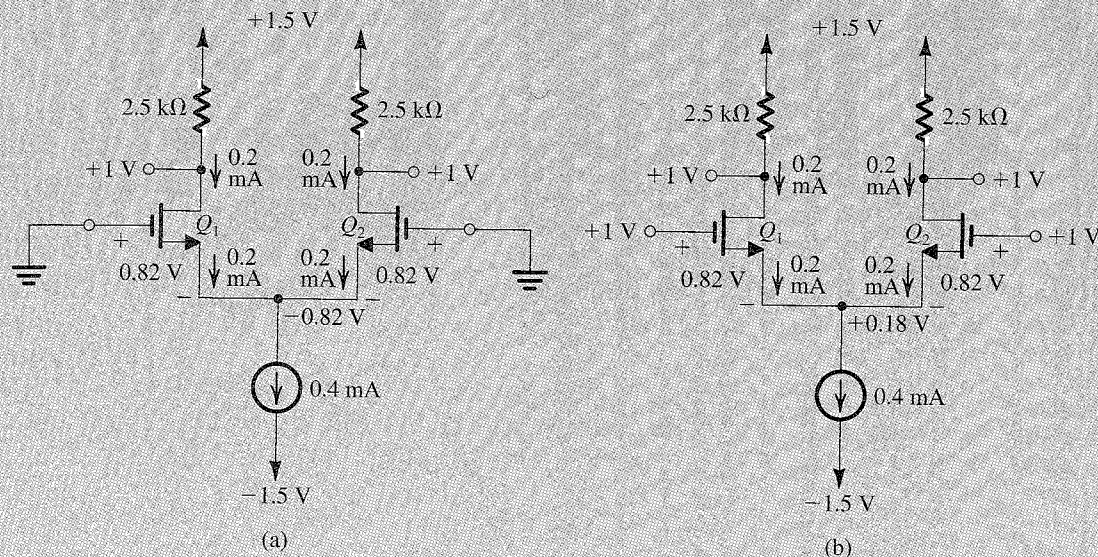 +1.5 V
2.5 kΩ
2.5 kΩ
+1 V
0.2 mA
0.2 mA
+1 V
Q1
Q2
+
+
0.82 V
0.2 mA
0.2 mA
0.82 V
−
−
−0.82 V
0.4 mA
−1.5 V
(a)
+1.5 V
2.5 kΩ
2.5 kΩ
+1 V
0.2 mA
0.2 mA
+1 V
+1 V
Q1
Q2
+1 V
+
+
0.82 V
0.2 mA
0.2 mA
0.82 V
−
−
+0.18 V
0.4 mA
−1.5 V
(b)